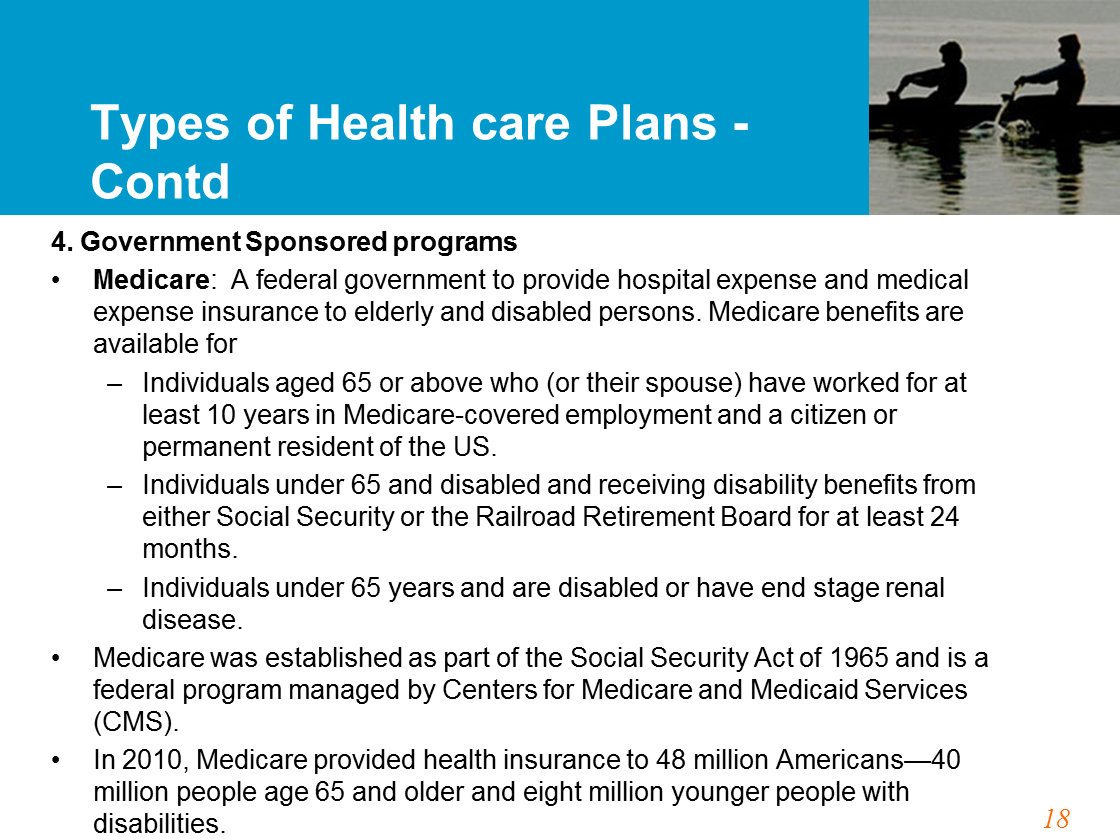 Types of Health care Plans -
Contd
4. Government Sponsored programs
• Medicare:  A federal government to provide hospital expense and medical
expense insurance to elderly and disabled persons. Medicare benefits are
available for
– Individuals aged 65 or above who (or their spouse) have worked for at
least 10 years in Medicare-covered employment and a citizen or
permanent resident of the US.
– Individuals under 65 and disabled and receiving disability benefits from
either Social Security or the Railroad Retirement Board for at least 24
months.
– Individuals under 65 years and are disabled or have end stage renal
disease.
• Medicare was established as part of the Social Security Act of 1965 and is a
federal program managed by Centers for Medicare and Medicaid Services
(CMS).
• In 2010, Medicare provided health insurance to 48 million Americans—40
million people age 65 and older and eight million younger people with
disabilities.
18